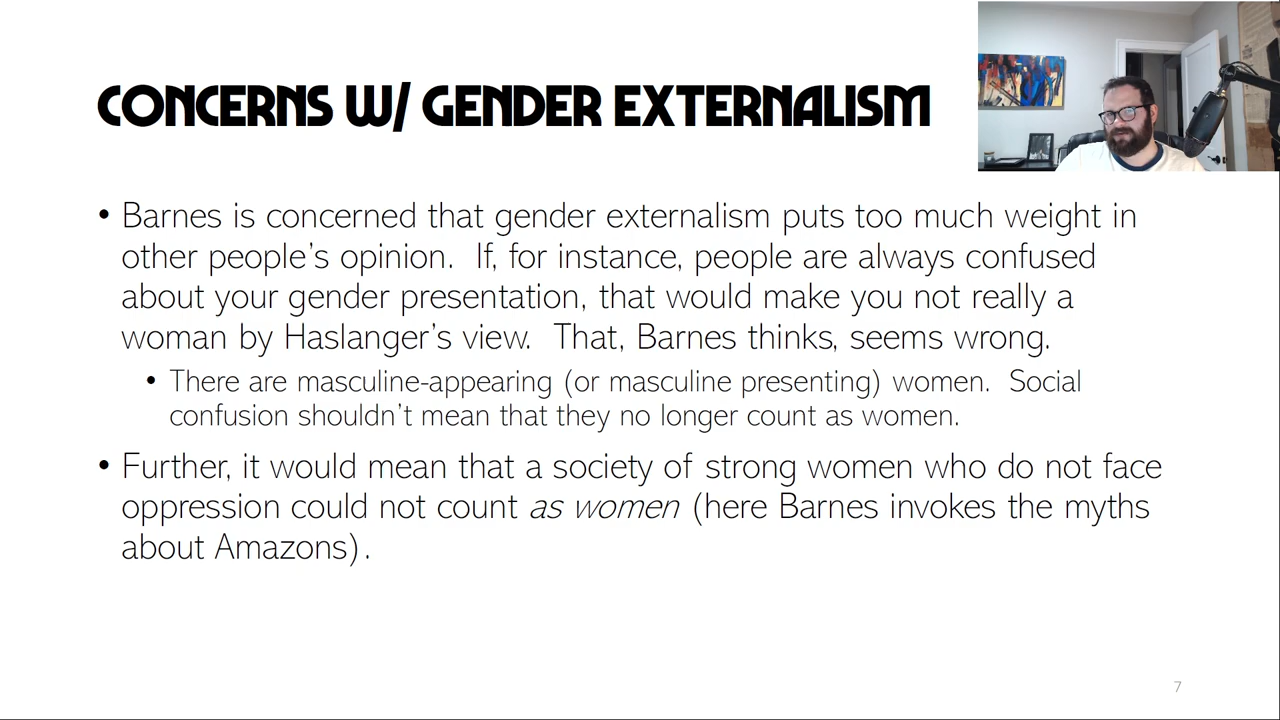 CONCERNS W/ GENDER EXTERNALISM
• Barnes is concerned that gender externalism puts too much weight in
other people's opinion.  If, for instance, people are always confused
about your gender presentation, that would make you not really a
woman by Haslanger's view.  That, Barnes thinks, seems wrong.
• There are masculine-appearing (or masculine presenting) women.  Social
confusion shouldn't mean that they no longer count as women.
• Further, it would mean that a society of strong women who do not face
oppression could not count as women (here Barnes invokes the myths
about Amazons).
7